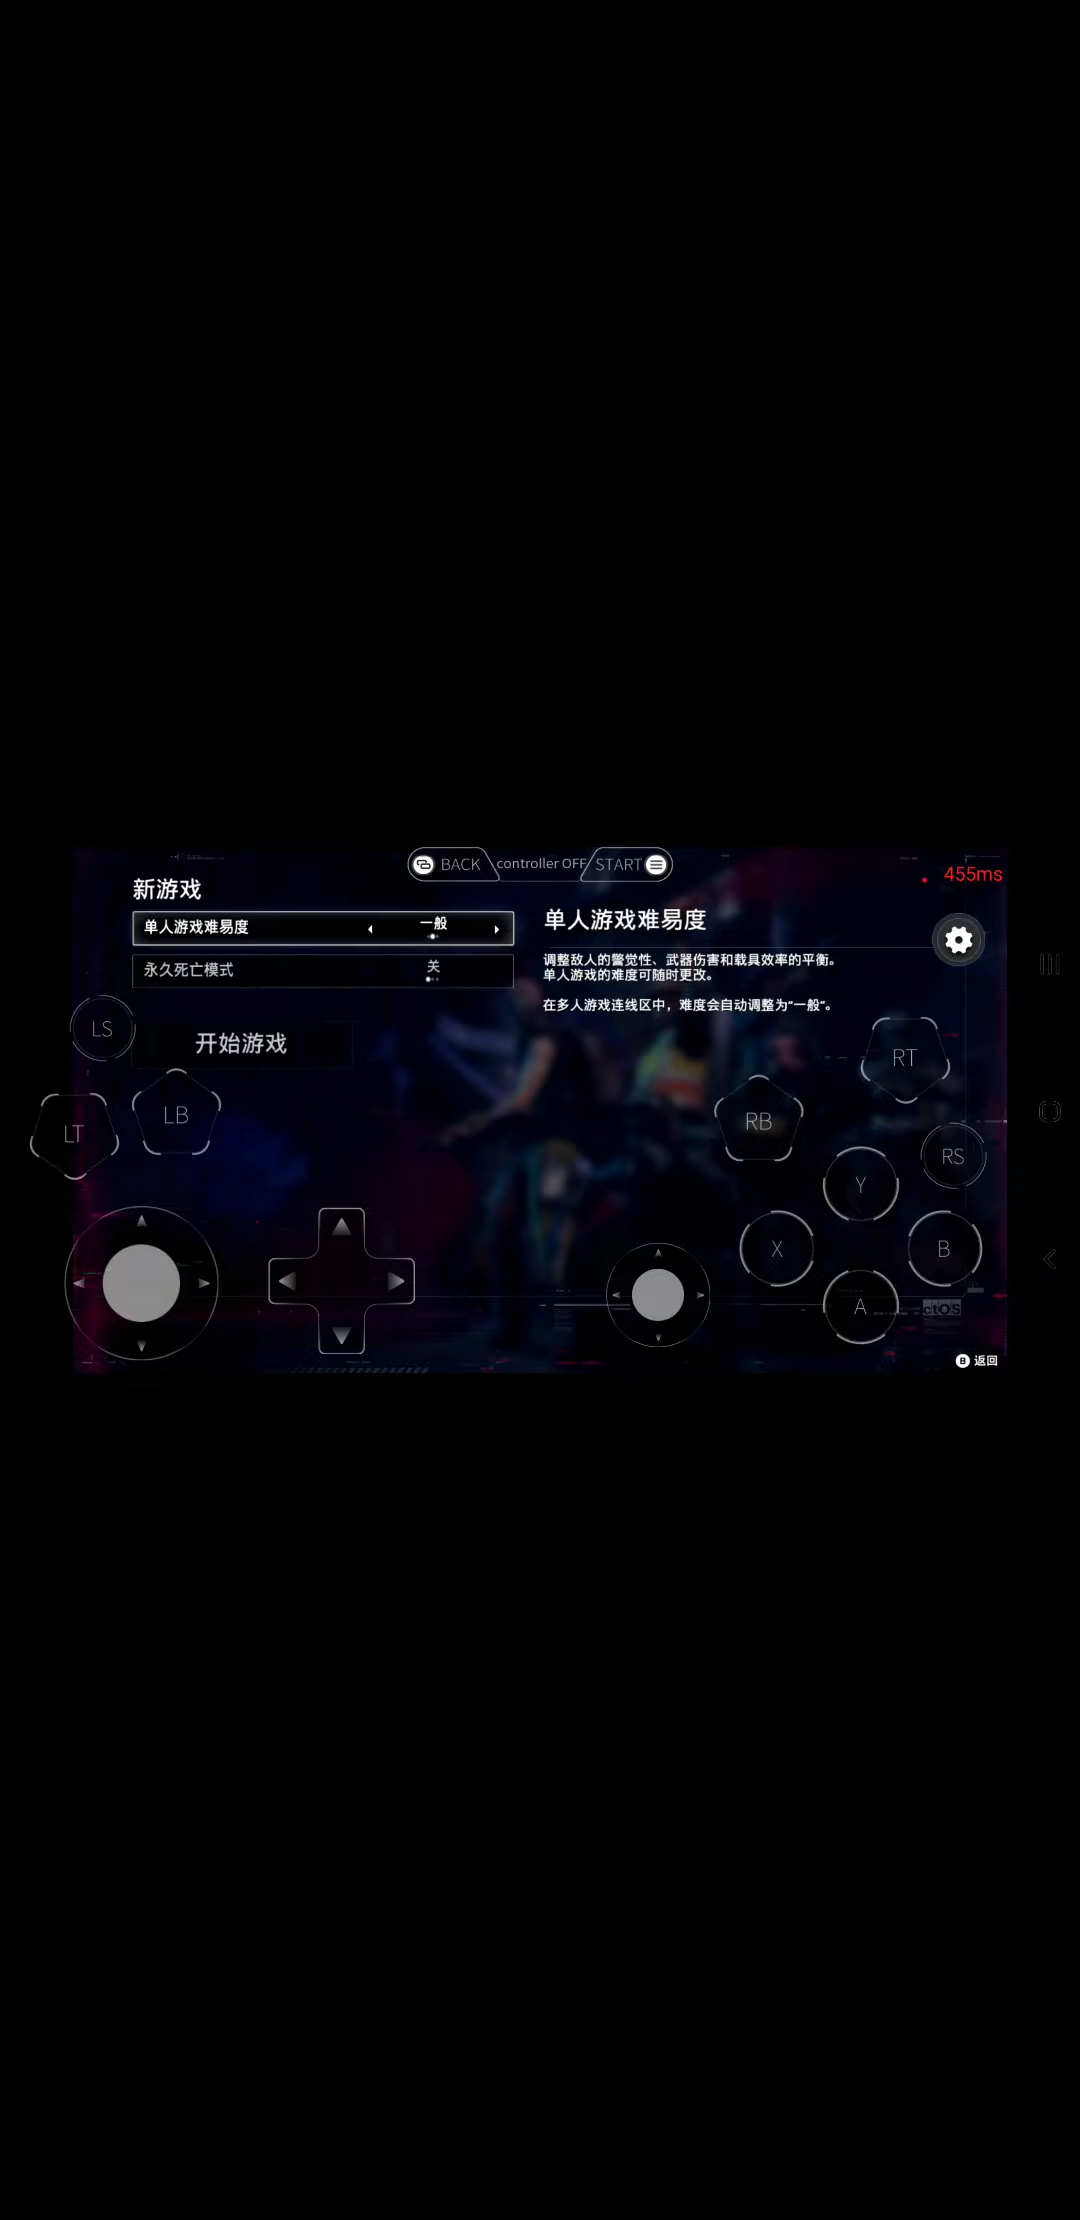 BACK
controller OFF
START
455ms
新游戏
单人游戏难易度
一般
永久死亡模式
关
开始游戏
单人游戏难易度
调整敌人的警觉性、武器伤害和载具效率的平衡。
单人游戏的难度可随时更改。
在多人游戏连线区中，难度会自动调整为“一般”。
LS
LB
LT
RT
RB
RS
Y
X
B
A
ctOS
B 返回